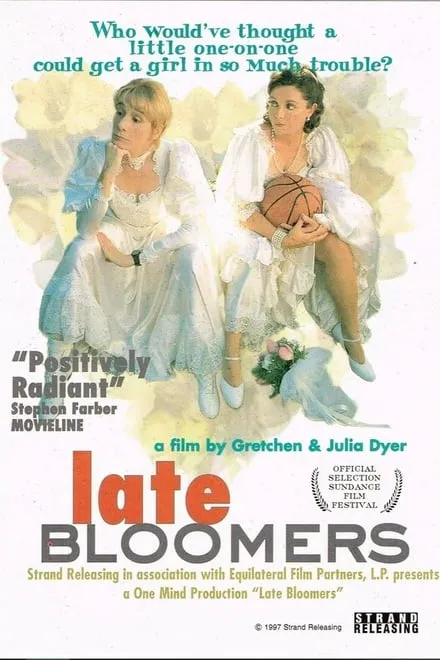 Who would've thought a
little one-on-one
could get a girl in so much trouble?
"Positively
Radiant"
Stephen Farber
MOVIELINE
a film by Gretchen & Julia Dyer
late
BLOOMERS
OFFICIAL
SELECTION
SUNDANCE
FILM
FESTIVAL
Strand Releasing in association with Equilateral Film Partners, L.P. presents
a One Mind Production "Late Bloomers"
© 1997 Strand Releasing
STRAND
RELEASING